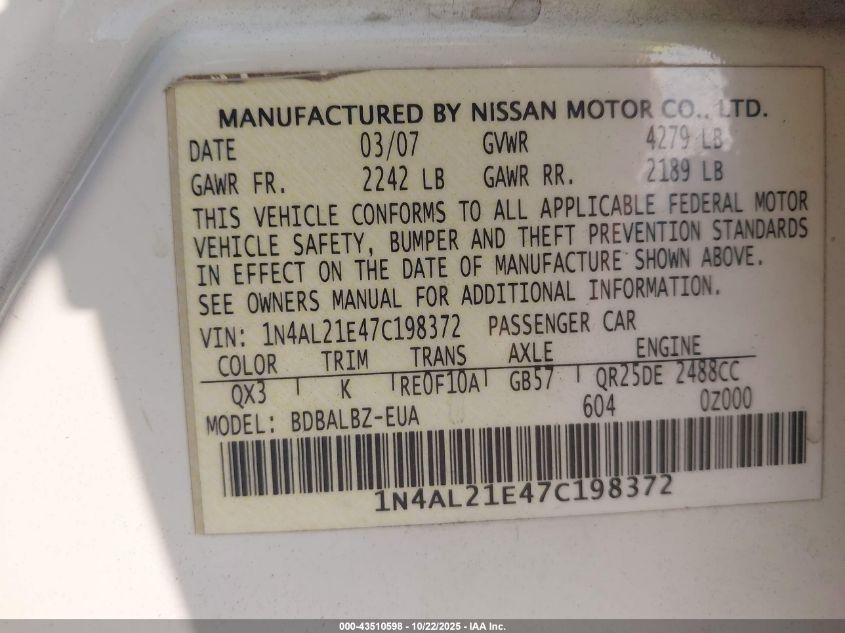 MANUFACTURED BY NISSAN MOTOR CO., LTD.
DATE 03/07 GVWR 4279 LB
GAWR FR. 2242 LB GAWR RR. 2189 LB
THIS VEHICLE CONFORMS TO ALL APPLICABLE FEDERAL MOTOR
VEHICLE SAFETY, BUMPER AND THEFT PREVENTION STANDARDS
IN EFFECT ON THE DATE OF MANUFACTURE SHOWN ABOVE.
SEE OWNERS MANUAL FOR ADDITIONAL INFORMATION.
VIN: 1N4AL21E47C198372 PASSENGER CAR
COLOR TRIM TRANS AXLE ENGINE
QX3 K RE0F10A GB57 QR25DE 2488CC
MODEL: BDBALBZ-EUA 604 0Z000
1N4AL21E47C198372
000-43510598 - 10/22/2025 - IAA Inc.